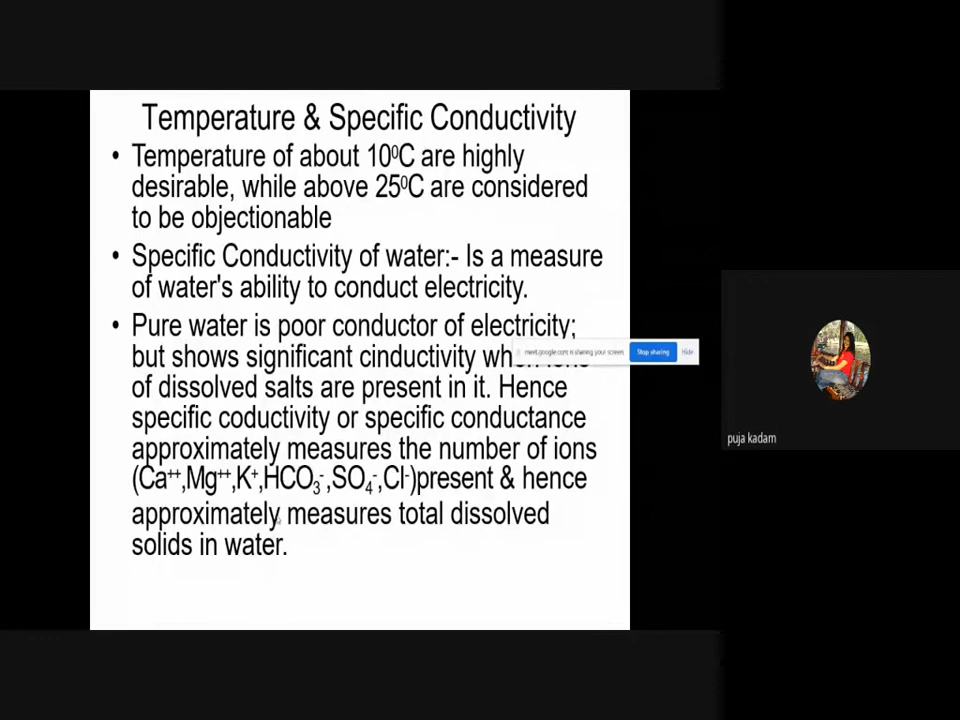 Temperature & Specific Conductivity
• Temperature of about 10⁰C are highly
desirable, while above 25⁰C are considered
to be objectionable
• Specific Conductivity of water:- Is a measure
of water's ability to conduct electricity.
• Pure water is poor conductor of electricity;
but shows significant cinductivity
of dissolved salts are present in it. Hence
specific coductivity or specific conductance
approximately measures the number of ions
(Ca⁺⁺,Mg⁺⁺,K⁺,HCO₃⁻,SO₄⁻,Cl⁻)present & hence
approximately measures total dissolved
solids in water.
meet.google.com is sharing your screen. Stop sharing Hide
puja kadam